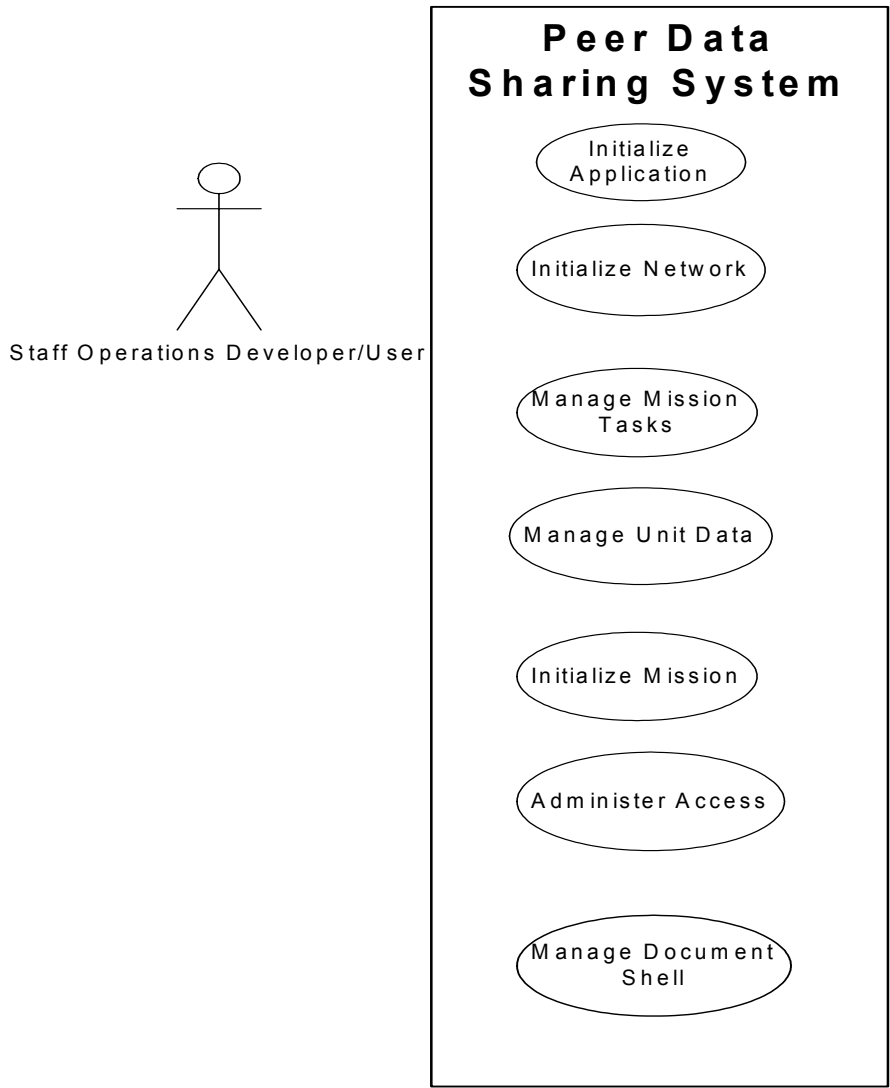 Peer Data
Sharing System
Initialize
Application
Initialize Network
Staff Operations Developer/User
Manage Mission
Tasks
Manage Unit Data
Initialize Mission
Administer Access
Manage Document
Shell